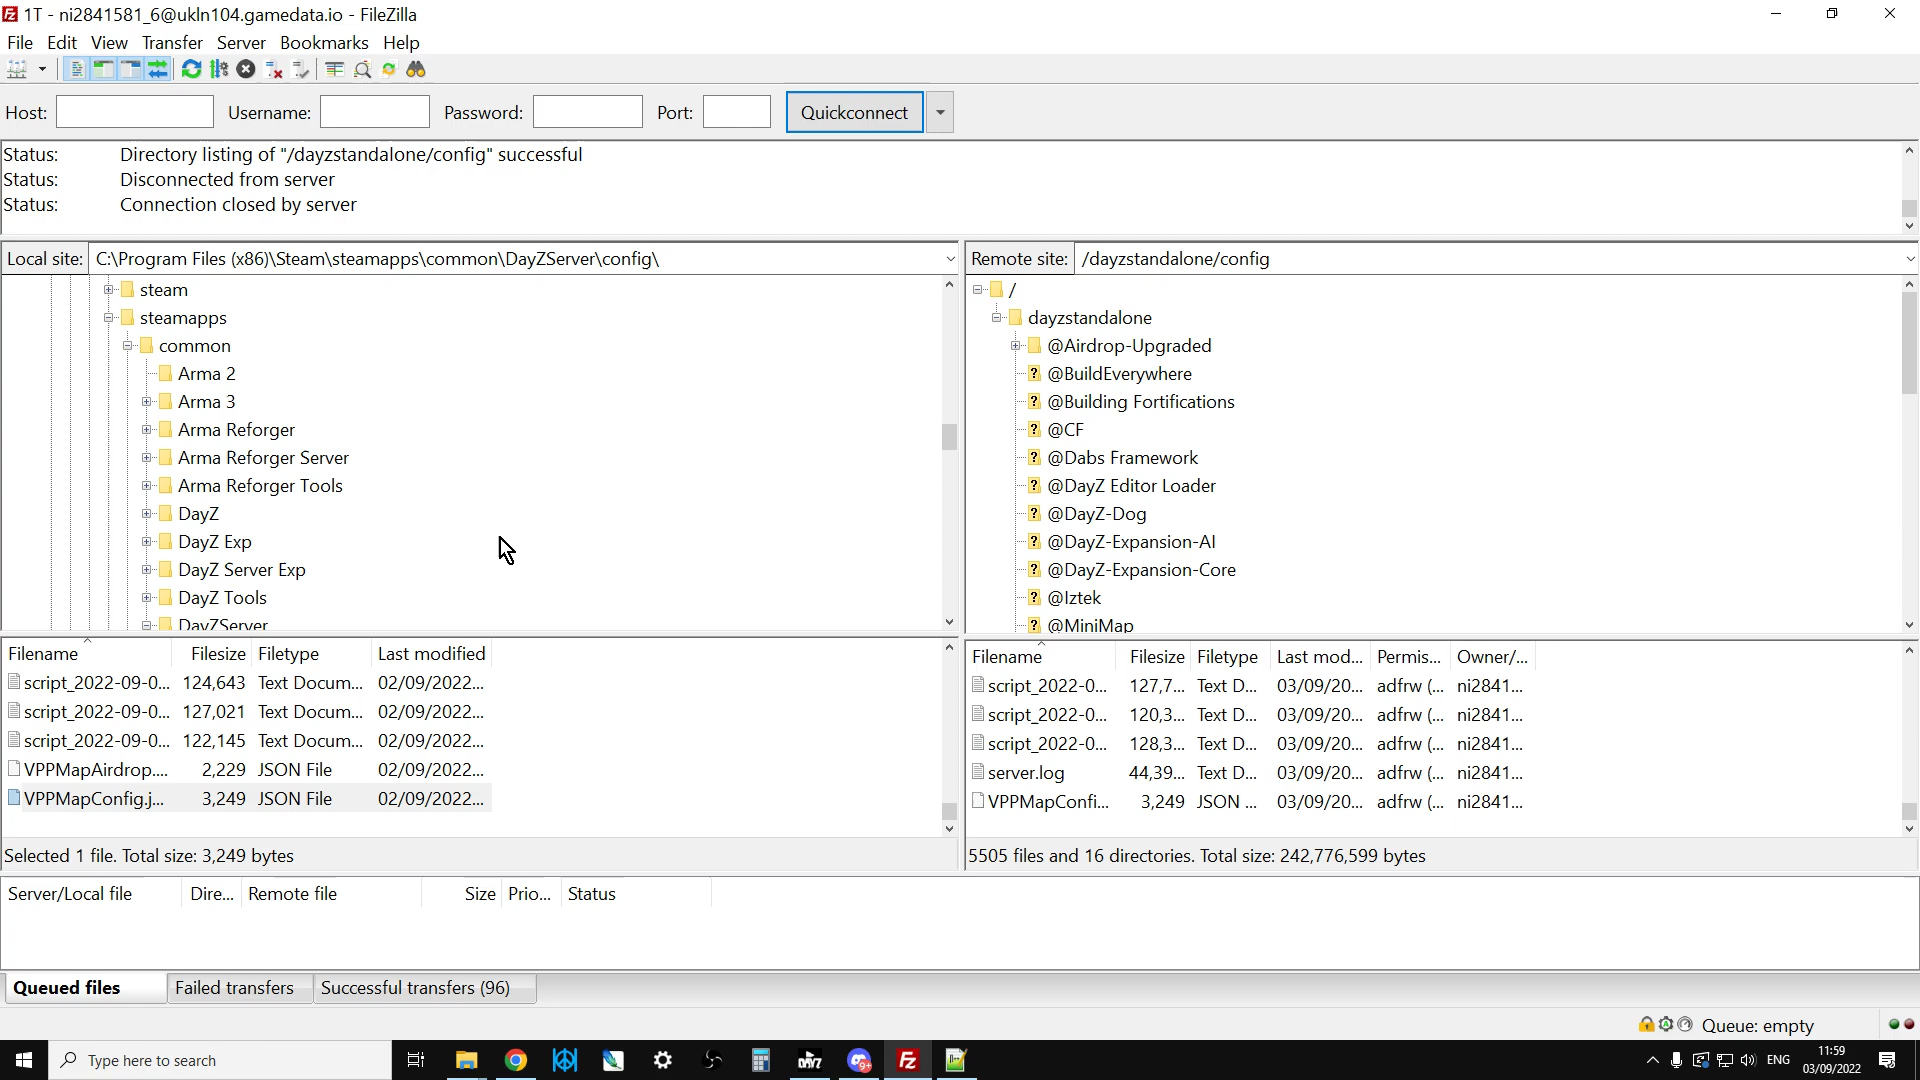 1T - ni2841581_6@ukln104.gamedata.io - FileZilla
File Edit View Transfer Server Bookmarks Help
Host: Username: Password: Port: Quickconnect
Status: Directory listing of "/dayzstandalone/config" successful
Status: Disconnected from server
Status: Connection closed by server
Local site: C:\Program Files (x86)\Steam\steamapps\common\DayZServer\config\
steam
steamapps
common
Arma 2
Arma 3
Arma Reforger
Arma Reforger Server
Arma Reforger Tools
DayZ
DayZ Exp
DayZ Server Exp
DayZ Tools
DayZServer
Filename Filesize Filetype Last modified
script_2022-09-0... 124,643 Text Docum... 02/09/2022...
script_2022-09-0... 127,021 Text Docum... 02/09/2022...
script_2022-09-0... 122,145 Text Docum... 02/09/2022...
VPPMapAirdrop.... 2,229 JSON File 02/09/2022...
VPPMapConfig.j... 3,249 JSON File 02/09/2022...
Selected 1 file. Total size: 3,249 bytes
Remote site: /dayzstandalone/config
/
dayzstandalone
@Airdrop-Upgraded
@BuildEverywhere
@Building Fortifications
@CF
@Dabs Framework
@DayZ Editor Loader
@DayZ-Dog
@DayZ-Expansion-AI
@DayZ-Expansion-Core
@Iztek
@MiniMap
Filename Filesize Filetype Last mod... Permis... Owner/...
script_2022-0... 127,7... Text D... 03/09/20... adfrw (... ni2841...
script_2022-0... 120,3... Text D... 03/09/20... adfrw (... ni2841...
script_2022-0... 128,3... Text D... 03/09/20... adfrw (... ni2841...
server.log 44,39... Text D... 03/09/20... adfrw (... ni2841...
VPPMapConfi... 3,249 JSON ... 03/09/20... adfrw (... ni2841...
5505 files and 16 directories. Total size: 242,776,599 bytes
Server/Local file Dire... Remote file Size Prio... Status
Queued files Failed transfers Successful transfers (96)
Queue: empty
Type here to search
DAYZ
ENG
11:59
03/09/2022